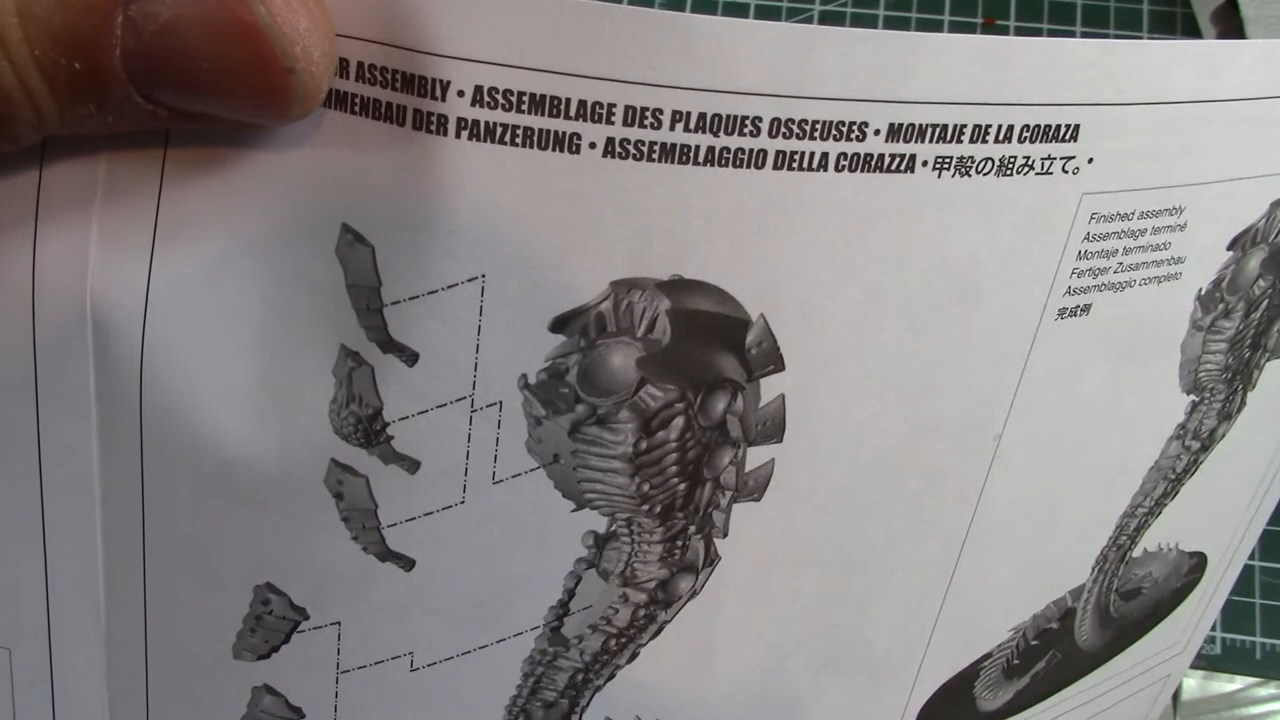 ASSEMBLY • ASSEMBLAGE DES PLAQUES OSSEUSES • MONTAJE DE LA CORAZA
DER PANZERUNG • ASSEMBLAGGIO DELLA CORAZZA • 甲殻の組み立て。•
Finished assembly
Assemblage terminé
Montaje terminado
Fertiger Zusammenbau
Assemblaggio completo
完成例
20